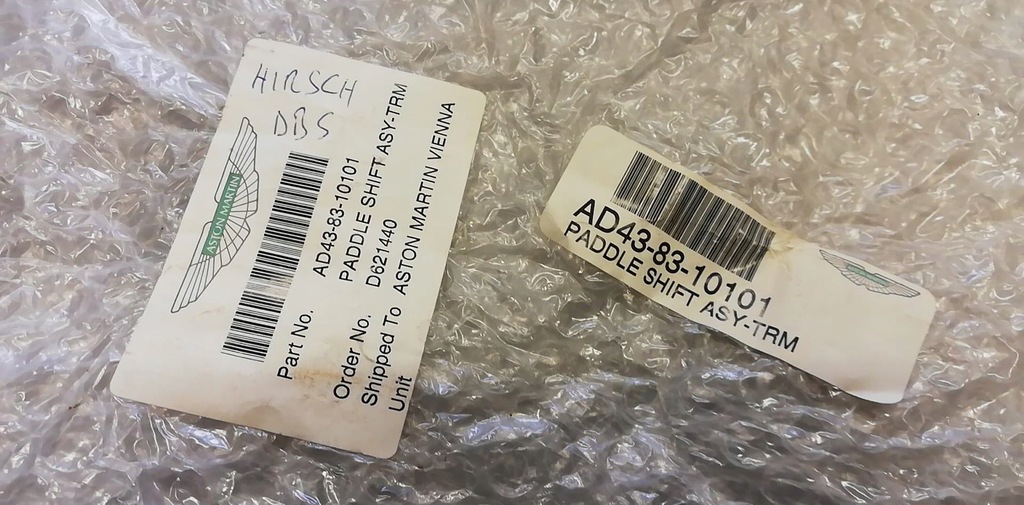 HIRSCH
DBS
ASTON MARTIN
Part No. AD43-83-10101
PADDLE SHIFT ASY-TRM
Order No. D621440
Shipped To ASTON MARTIN VIENNA
Unit
AD43-83-10101
PADDLE SHIFT ASY-TRM